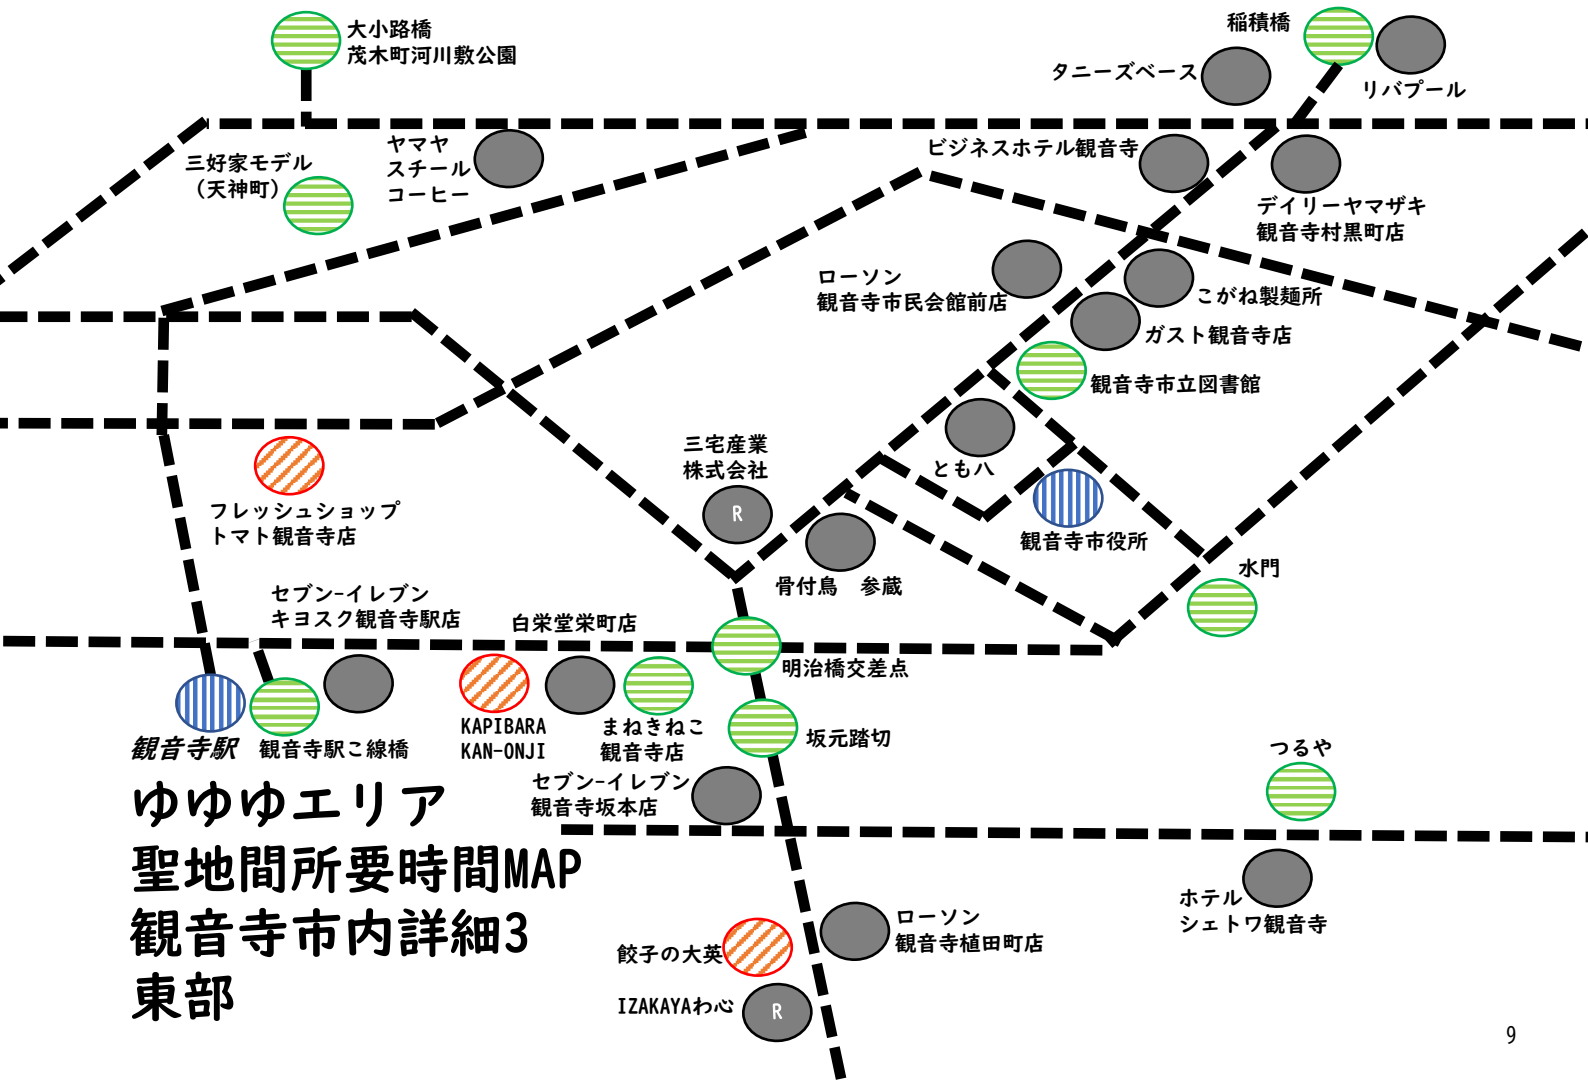 大小路橋
茂木町河川敷公園
稲積橋
タニーズベース
リバプール
ヤマヤ
スチール
コーヒー
三好家モデル
(天神町)
ビジネスホテル観音寺
デイリーヤマザキ
観音寺村黒町店
ローソン
観音寺市民会館前店
こがね製麺所
ガスト観音寺店
観音寺市立図書館
三宅産業
株式会社
R
とも八
フレッシュショップ
トマト観音寺店
観音寺市役所
骨付鳥 参蔵
水門
セブン-イレブン
キヨスク観音寺駅店
白栄堂栄町店
明治橋交差点
観音寺駅
観音寺駅こ線橋
KAPIBARA
KAN-ONJI
まねきねこ
観音寺店
坂元踏切
つるや
セブン-イレブン
観音寺坂本店
ゆゆゆエリア
聖地間所要時間MAP
観音寺市内詳細3
東部
ホテル
シェトワ観音寺
餃子の大英
ローソン
観音寺植田町店
IZAKAYAわ心
R
9